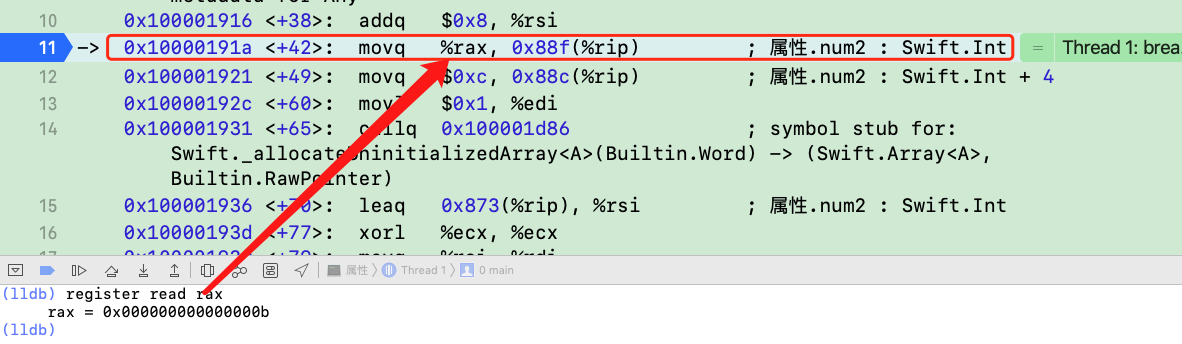 metadata for Any
10 0x100001916 <+38>: addq $0x8, %rsi
11 -> 0x10000191a <+42>: movq %rax, 0x88f(%rip) ; 属性.num2 : Swift.Int = Thread 1: brea
12 0x100001921 <+49>: movq $0xc, 0x88c(%rip) ; 属性.num2 : Swift.Int + 4
13 0x10000192c <+60>: movl $0x1, %edi
14 0x100001931 <+65>: callq 0x100001d86 ; symbol stub for:
Swift._allocateUninitializedArray<A>(Builtin.Word) -> (Swift.Array<A>,
Builtin.RawPointer)
15 0x100001936 <+70>: leaq 0x873(%rip), %rsi ; 属性.num2 : Swift.Int
16 0x10000193d <+77>: xorl %ecx, %ecx
属性 〉 Thread 1 〉 0 main
(lldb) register read rax
rax = 0x000000000000000b
(lldb)